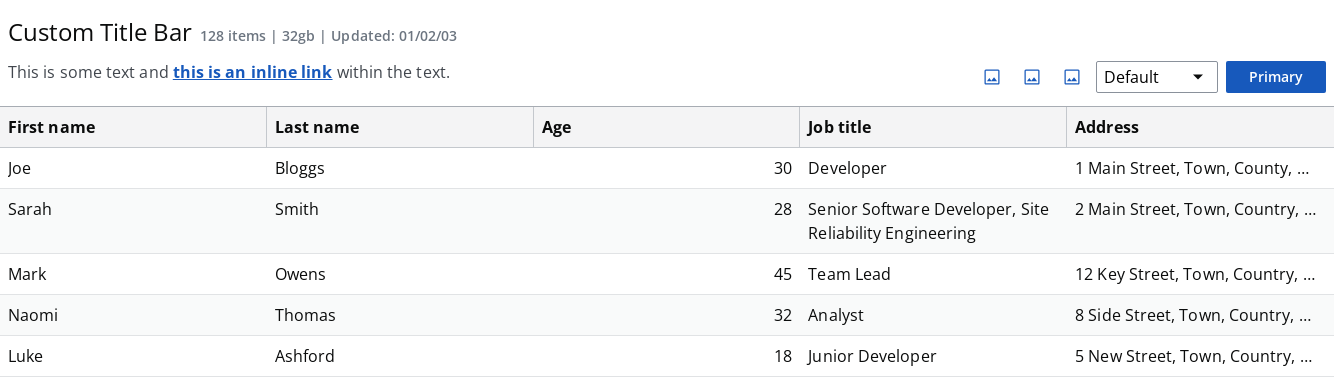 Custom Title Bar 128 items | 32gb | Updated: 01/02/03
This is some text and this is an inline link within the text.
Default Primary
First name Last name Age Job title Address
Joe Bloggs 30 Developer 1 Main Street, Town, County, ...
Sarah Smith 28 Senior Software Developer, Site 2 Main Street, Town, Country, ...
Reliability Engineering
Mark Owens 45 Team Lead 12 Key Street, Town, Country, ...
Naomi Thomas 32 Analyst 8 Side Street, Town, Country, ...
Luke Ashford 18 Junior Developer 5 New Street, Town, Country, ...